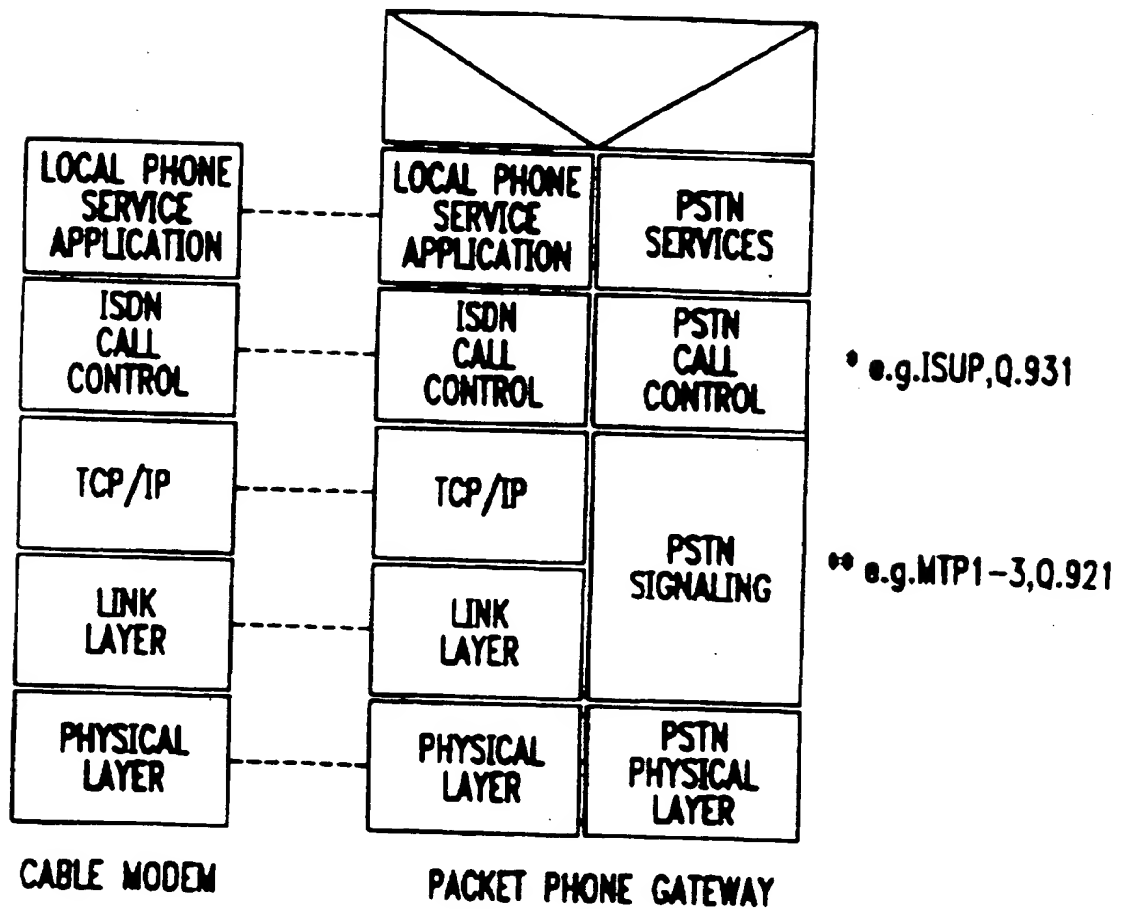 LOCAL PHONE
SERVICE
APPLICATION
LOCAL PHONE
SERVICE
APPLICATION
PSTN
SERVICES
ISDN
CALL
CONTROL
ISDN
CALL
CONTROL
PSTN
CALL
CONTROL
* e.g.ISUP,Q.931
TCP/IP
TCP/IP
PSTN
SIGNALING
** e.g.MTP1-3,Q.921
LINK
LAYER
LINK
LAYER
PHYSICAL
LAYER
PHYSICAL
LAYER
PSTN
PHYSICAL
LAYER
CABLE MODEM
PACKET PHONE GATEWAY